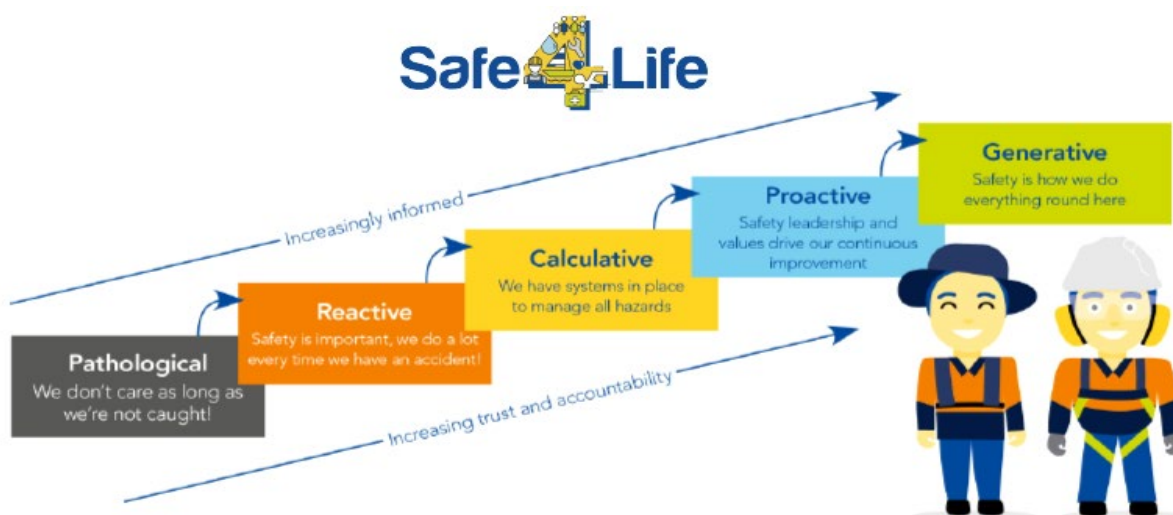 Safe4Life
Increasingly informed
Generative
Safety is how we do
everything round here
Proactive
Safety leadership and
values drive our continuous
improvement
Calculative
We have systems in place
to manage all hazards
Reactive
Safety is important, we do a lot
every time we have an accident!
Pathological
We don't care as long as
we're not caught!
Increasing trust and accountability